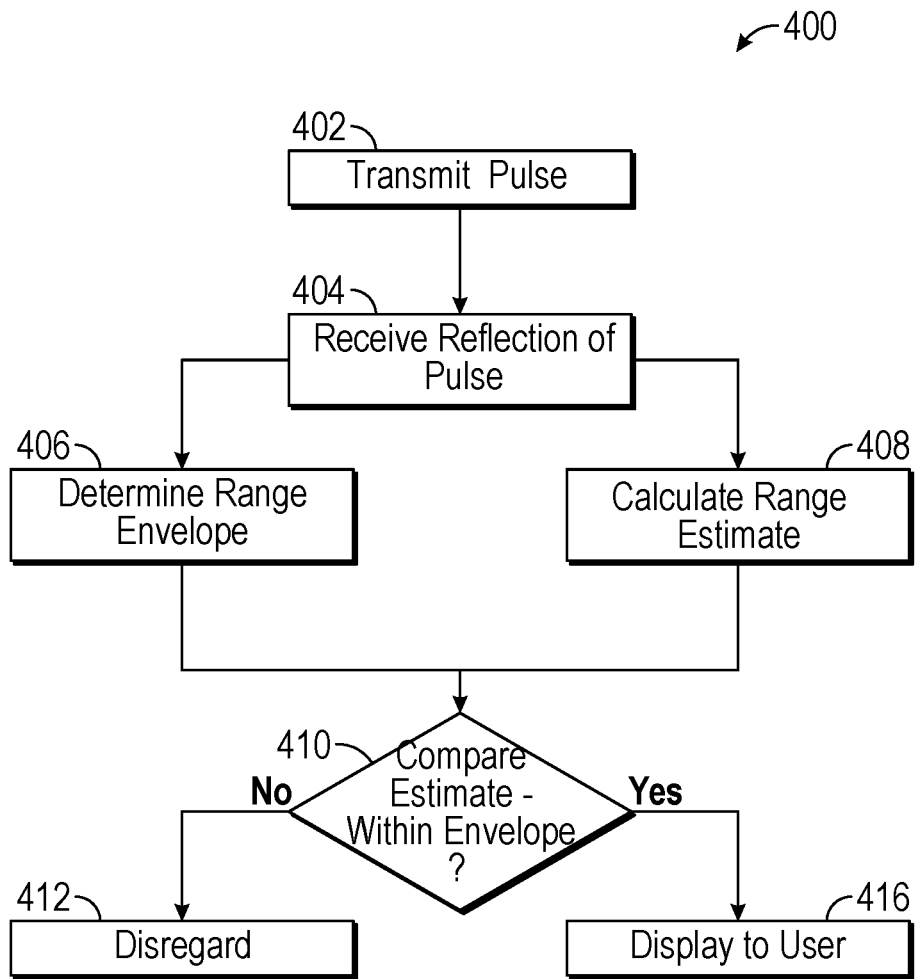 400
402
Transmit Pulse
404
Receive Reflection of
Pulse
406
Determine Range
Envelope
408
Calculate Range
Estimate
410
Compare
Estimate -
Within Envelope
?
No
Yes
412
Disregard
416
Display to User